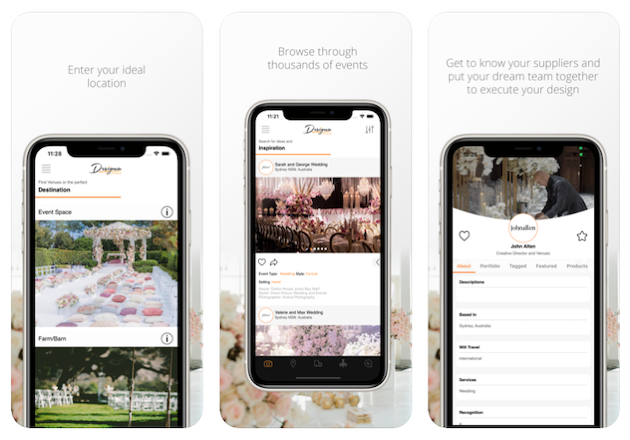 Enter your ideal
location
11:28
Designin
Find Venues or the perfect
Destination
Event Space
Farm/Barn
Browse through
thousands of events
11:21
Search for ideas and
Inspiration
Sarah and George Wedding
Sydney NSW, Australia
Event Type: Wedding Style:
Setting
Valerie and Max Wedding
Sydney NSW, Australia
Get to know your suppliers and
put your dream team together
to execute your design
johnallen
John Allen
Creative Director and Venues
About Portfolio Tagged Featured Products
Descriptions
Based in
Sydney, Australia
Will Travel
International
Services
Wedding
Recognition